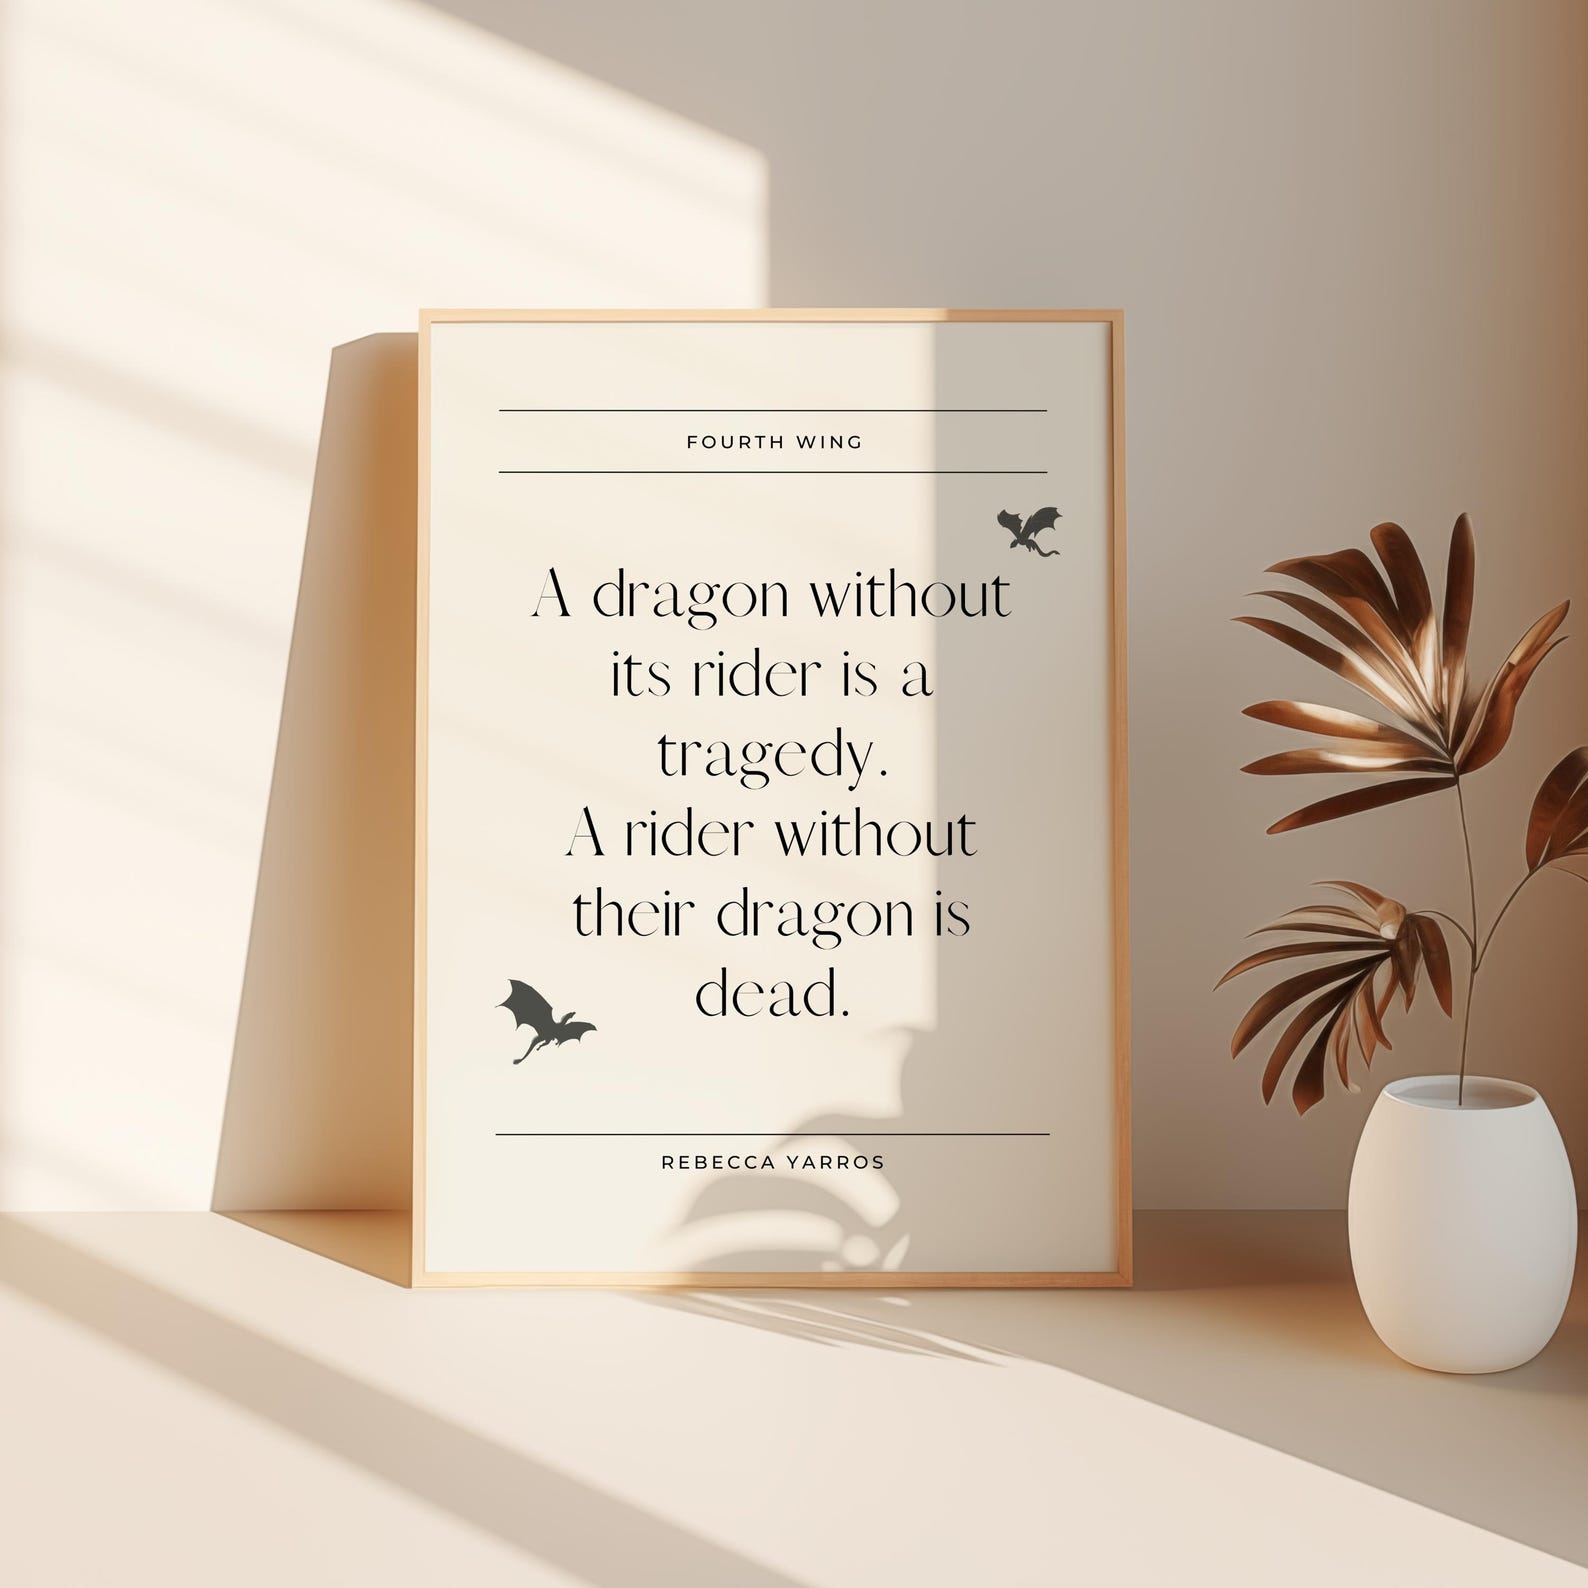 FOURTH WING
A dragon without
its rider is a
tragedy.
A rider without
their dragon is
dead.
REBECCA YARROS